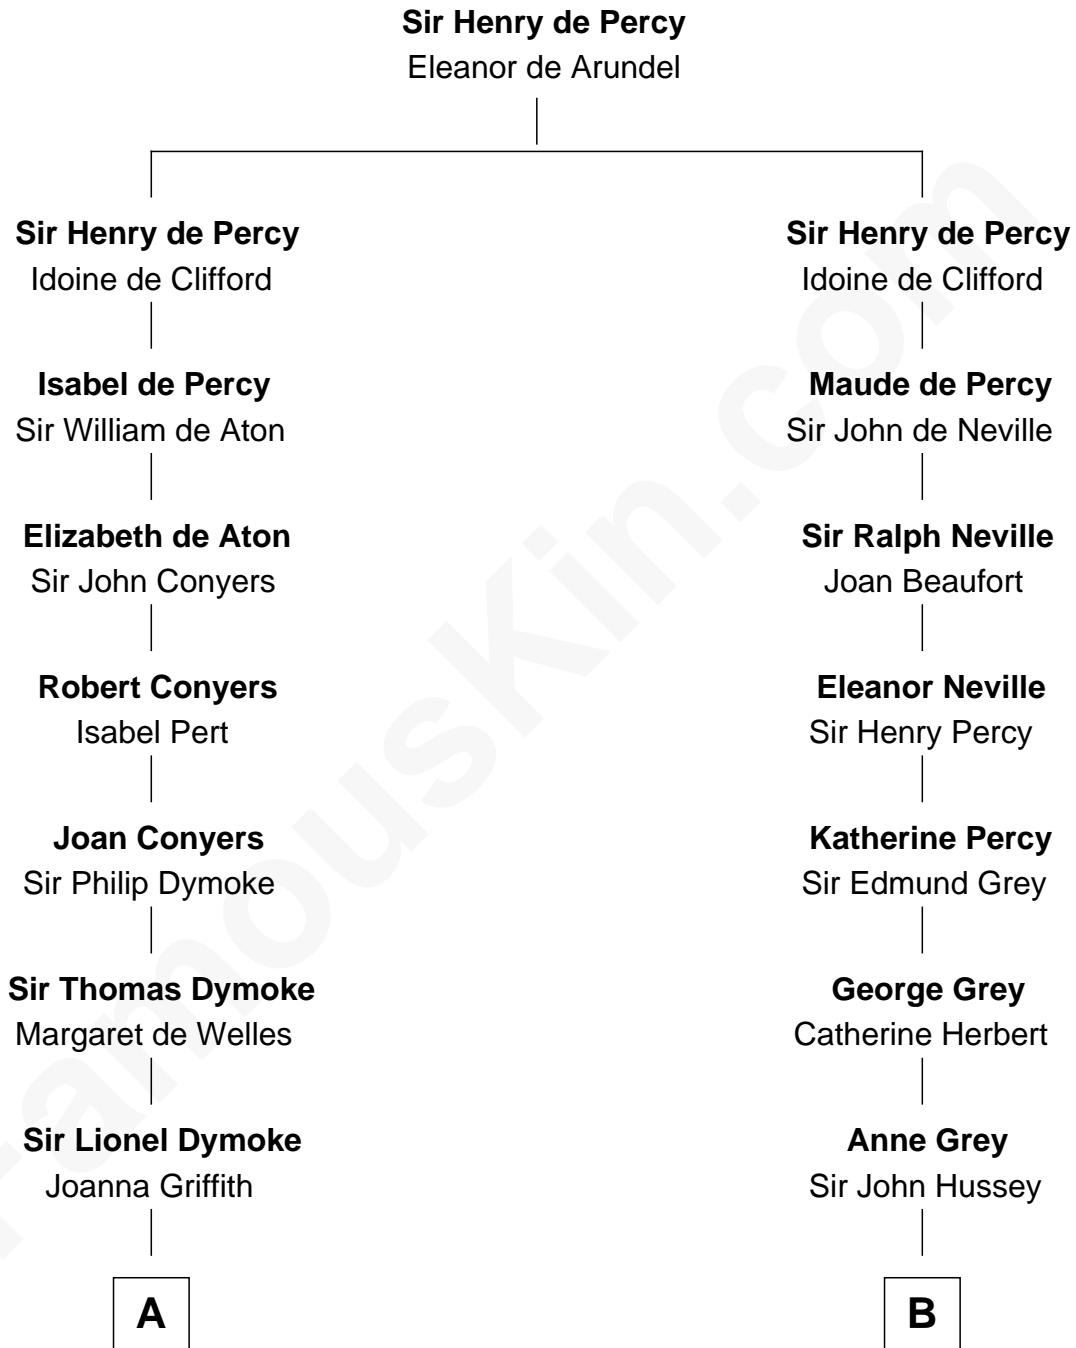 Sir Henry de Percy
Eleanor de Arundel
Sir Henry de Percy
Idoine de Clifford
Isabel de Percy
Sir William de Aton
Elizabeth de Aton
Sir John Conyers
Robert Conyers
Isabel Pert
Joan Conyers
Sir Philip Dymoke
Sir Thomas Dymoke
Margaret de Welles
Sir Lionel Dymoke
Joanna Griffith
A
Sir Henry de Percy
Idoine de Clifford
Maude de Percy
Sir John de Neville
Sir Ralph Neville
Joan Beaufort
Eleanor Neville
Sir Henry Percy
Katherine Percy
Sir Edmund Grey
George Grey
Catherine Herbert
Anne Grey
Sir John Hussey
B
FamousKin.com